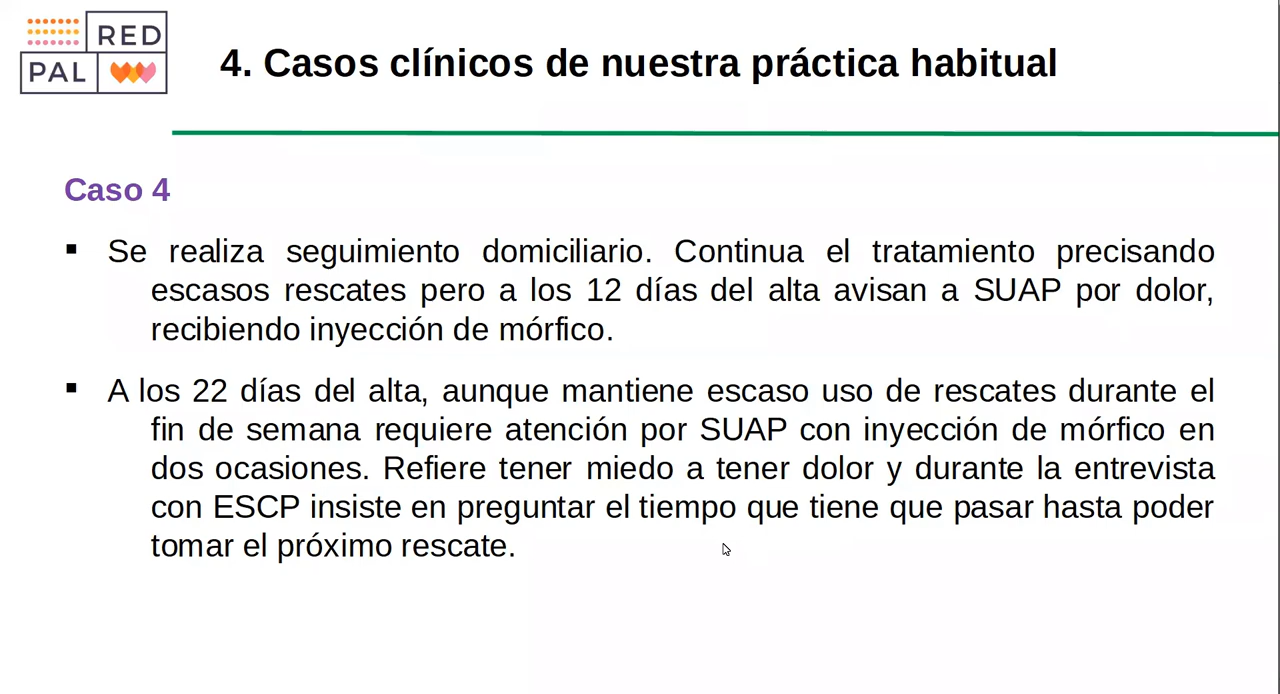 RED
PAL
4. Casos clínicos de nuestra práctica habitual
Caso 4
▪ Se realiza seguimiento domiciliario. Continua el tratamiento precisando
escasos rescates pero a los 12 días del alta avisan a SUAP por dolor,
recibiendo inyección de mórfico.
▪ A los 22 días del alta, aunque mantiene escaso uso de rescates durante el
fin de semana requiere atención por SUAP con inyección de mórfico en
dos ocasiones. Refiere tener miedo a tener dolor y durante la entrevista
con ESCP insiste en preguntar el tiempo que tiene que pasar hasta poder
tomar el próximo rescate.